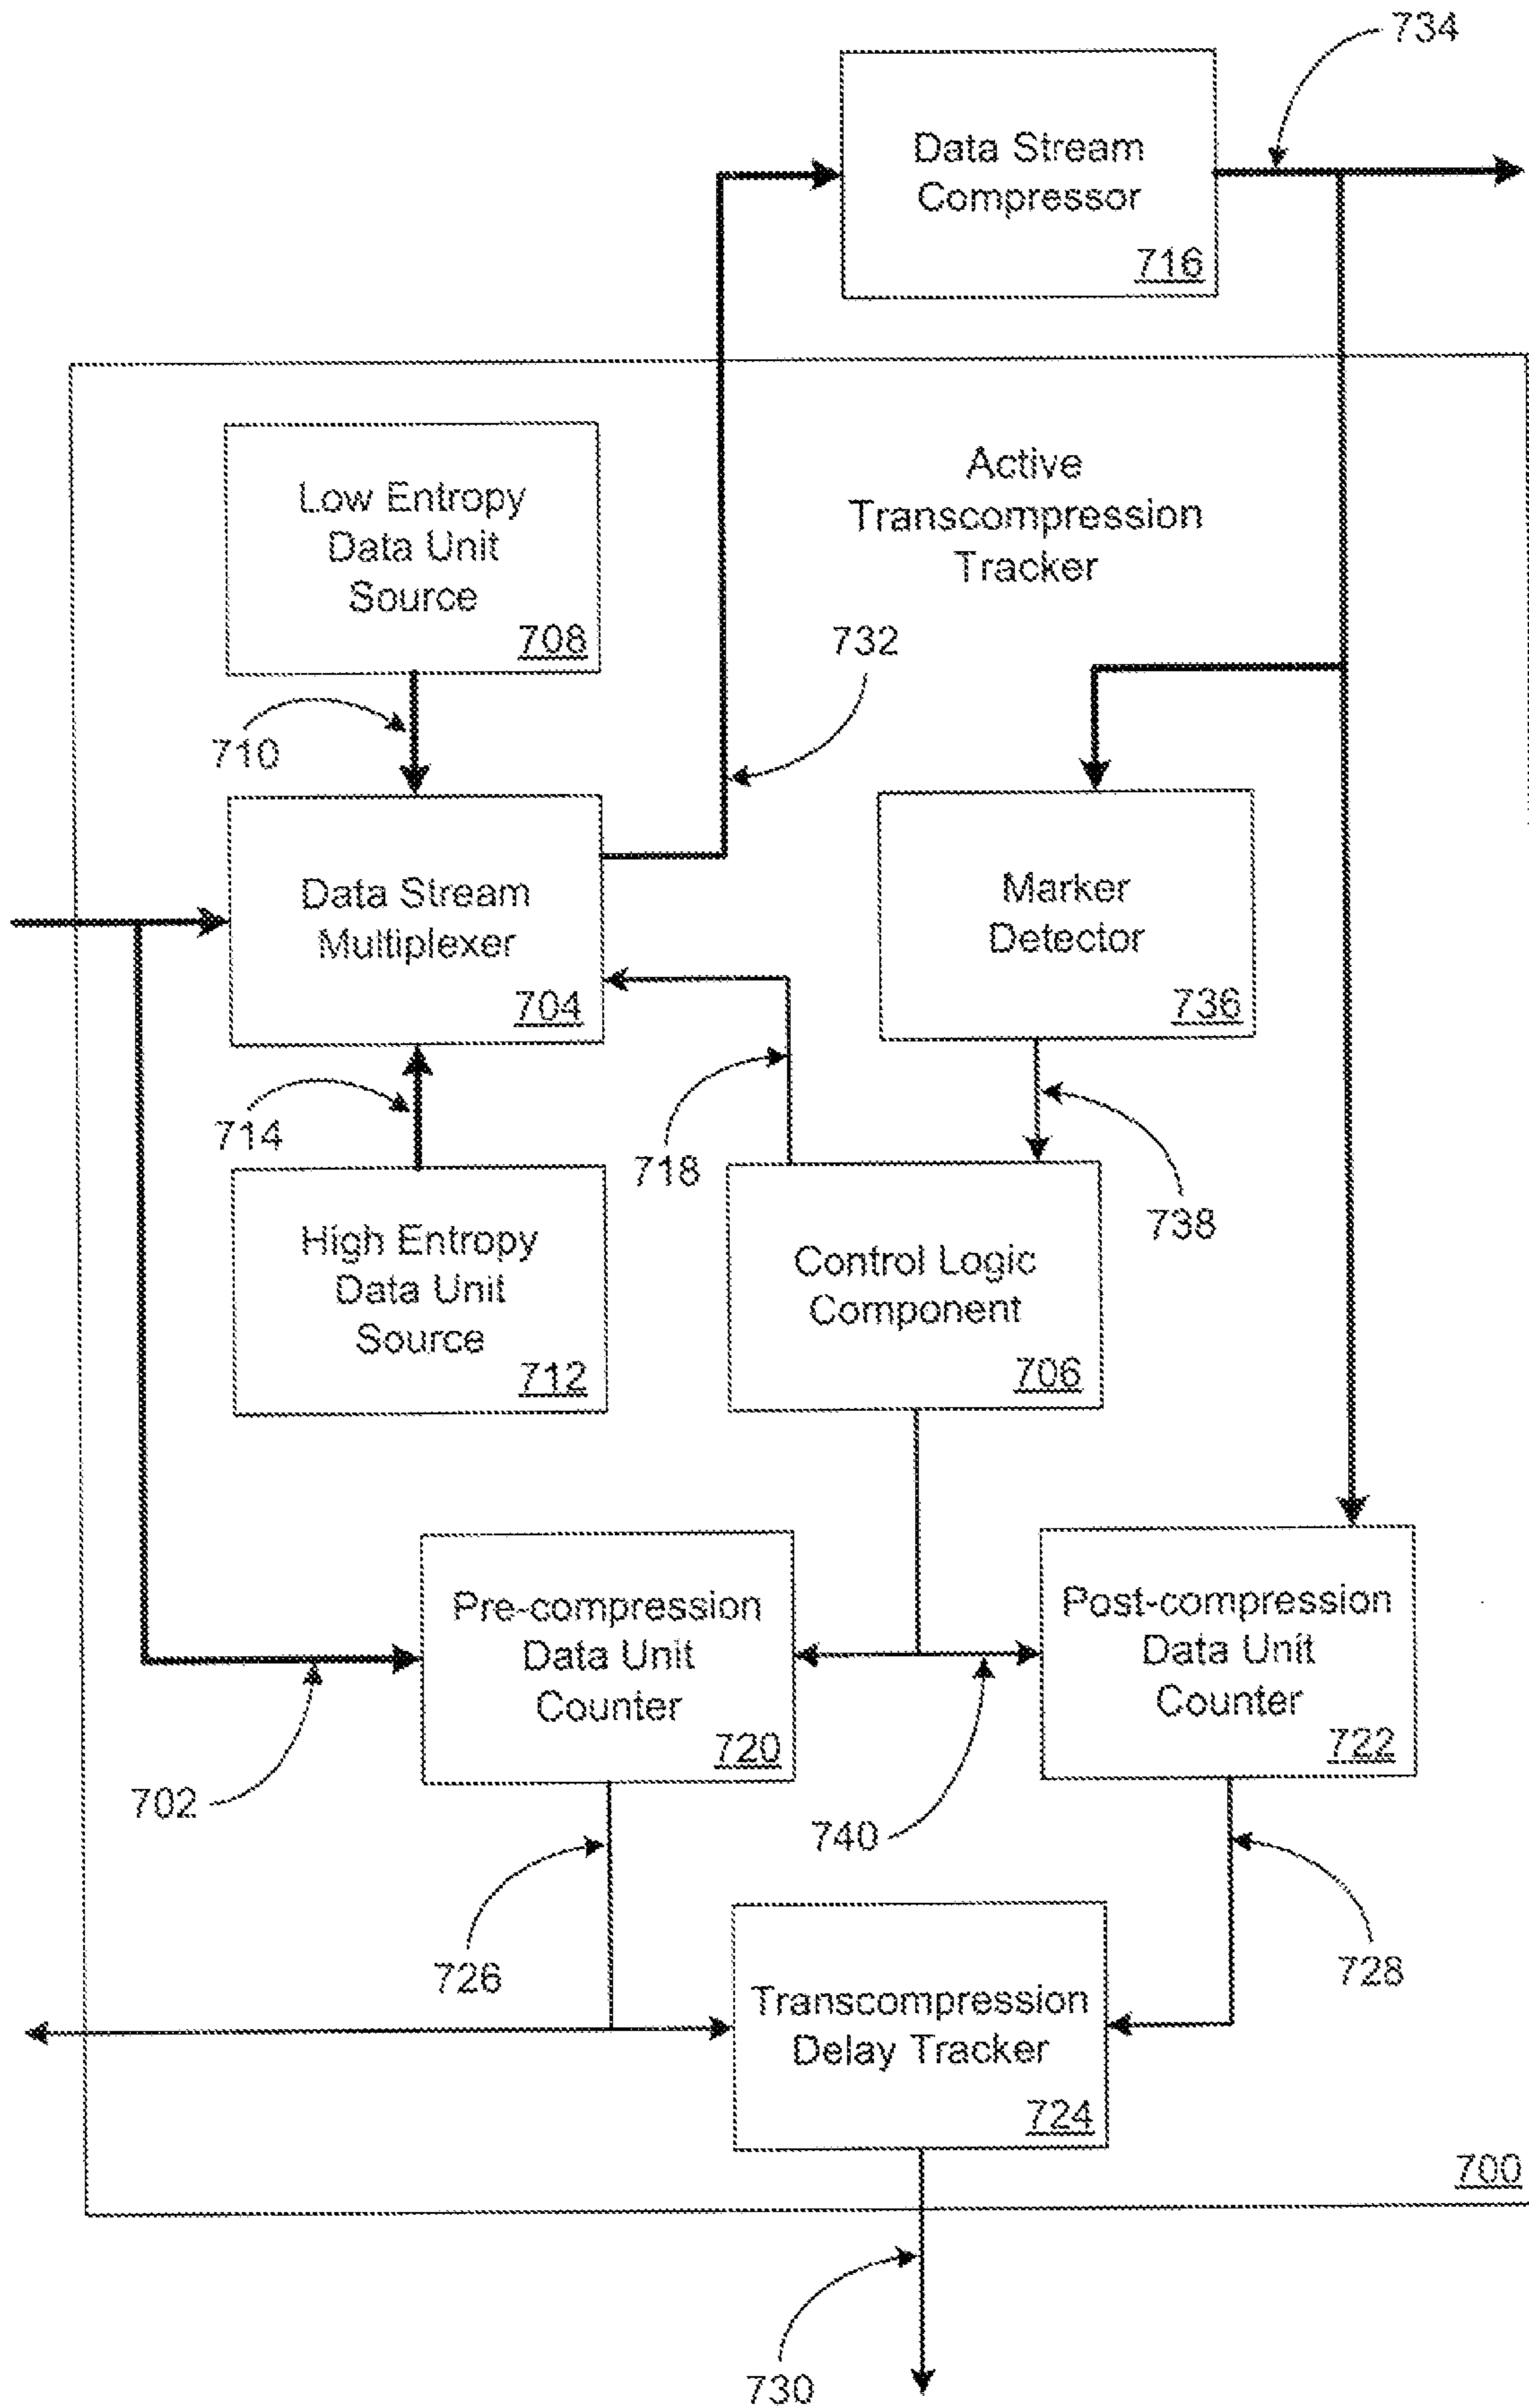 734
Data Stream
Compressor
716
Active
Transcompression
Tracker
Low Entropy
Data Unit
Source
708
732
710
Data Stream
Multiplexer
704
Marker
Detector
736
714
718
738
High Entropy
Data Unit
Source
712
Control Logic
Component
706
Pre-compression
Data Unit
Counter
720
Post-compression
Data Unit
Counter
722
702
740
726
728
Transcompression
Delay Tracker
724
700
730